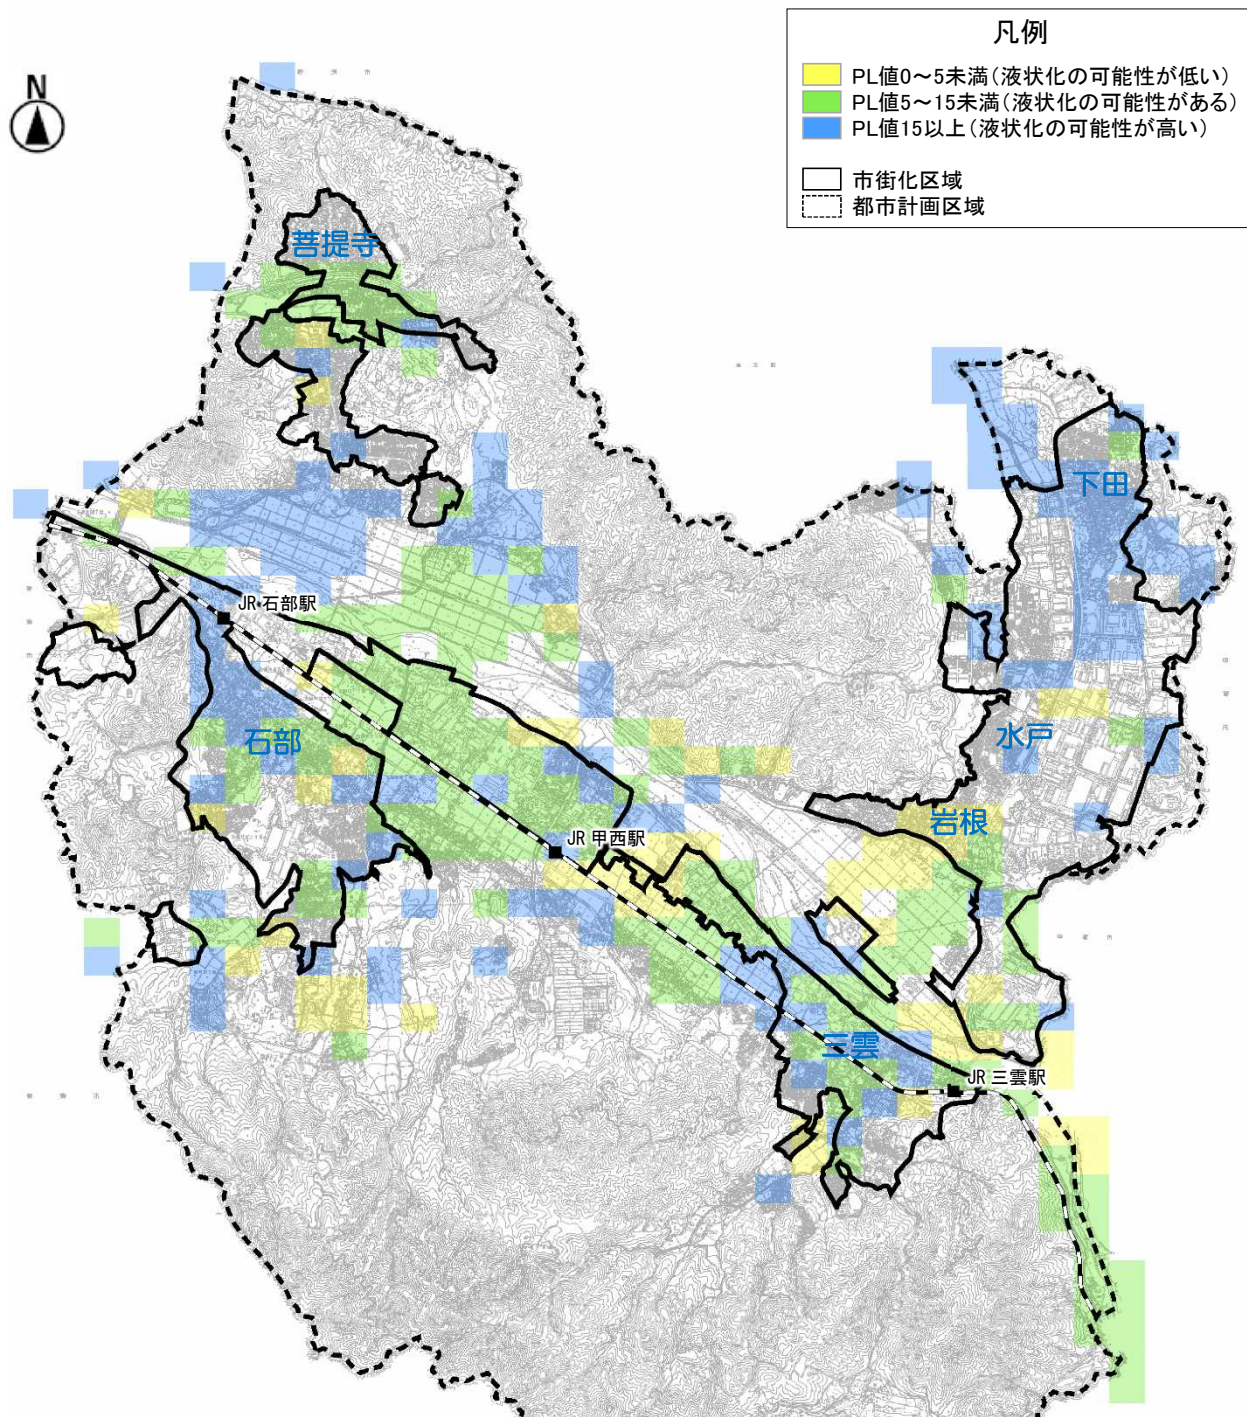 凡例
PL値0～5未満(液状化の可能性が低い)
PL値5～15未満(液状化の可能性がある)
PL値15以上(液状化の可能性が高い)
市街化区域
都市計画区域
N
菩提寺
下田
JR 石部駅
石部
水戸
岩根
JR 甲西駅
三雲
JR 三雲駅